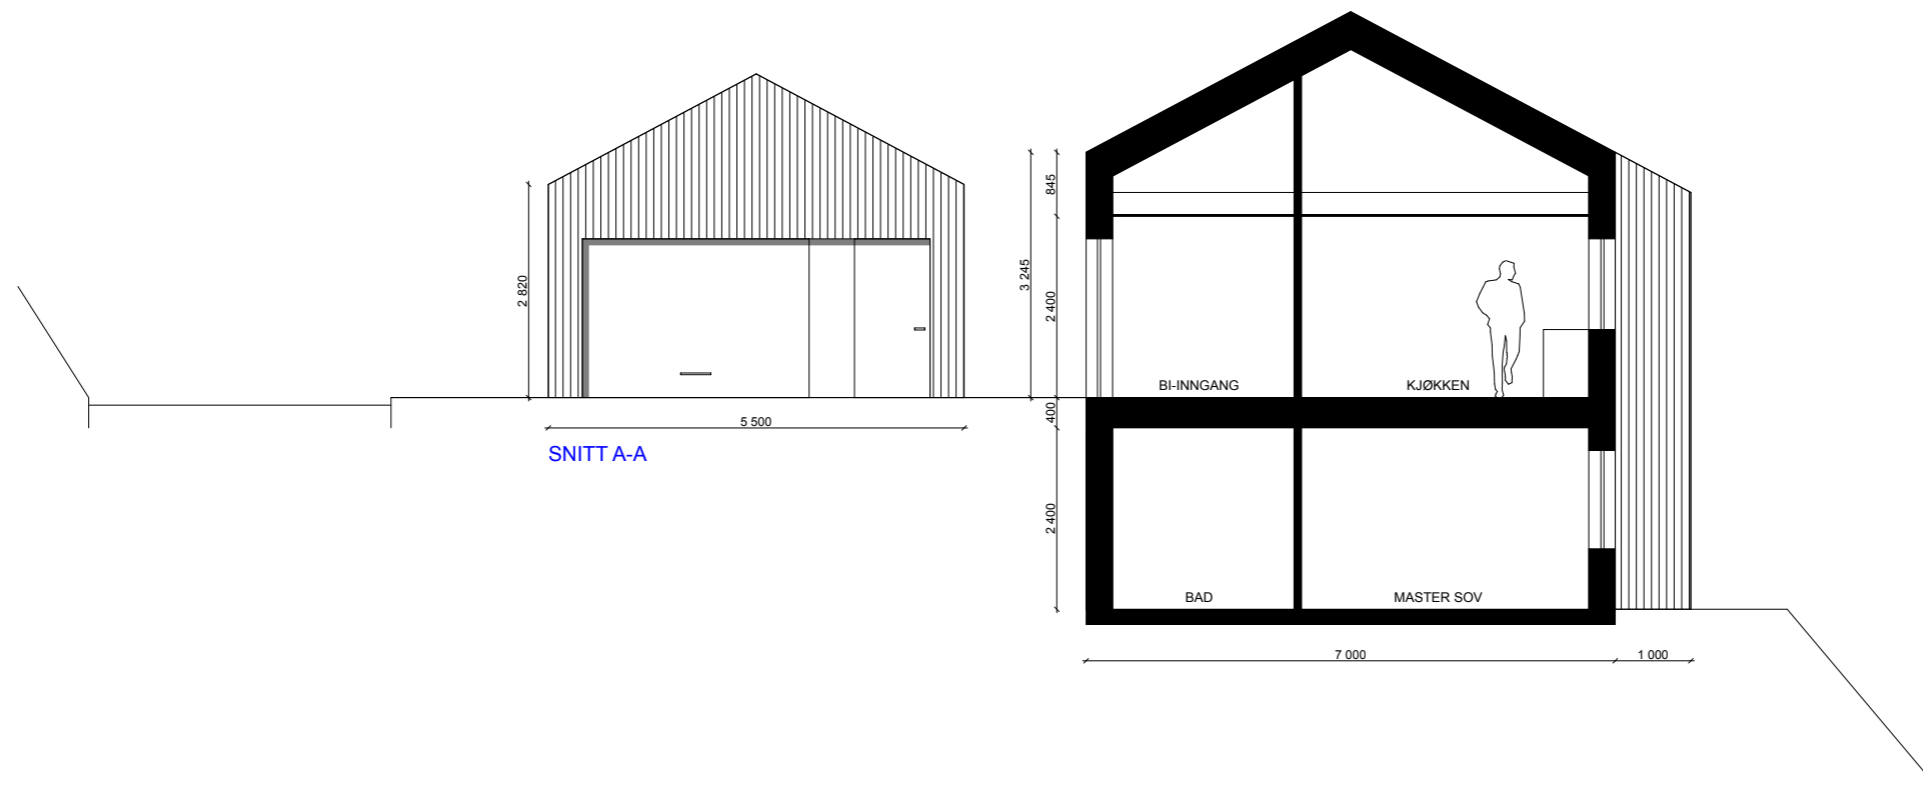 845
3 245
2 400
2 820
BI-INNGANG
KJØKKEN
400
5 500
SNITT A-A
2 400
BAD
MASTER SOV
7 000
1 000